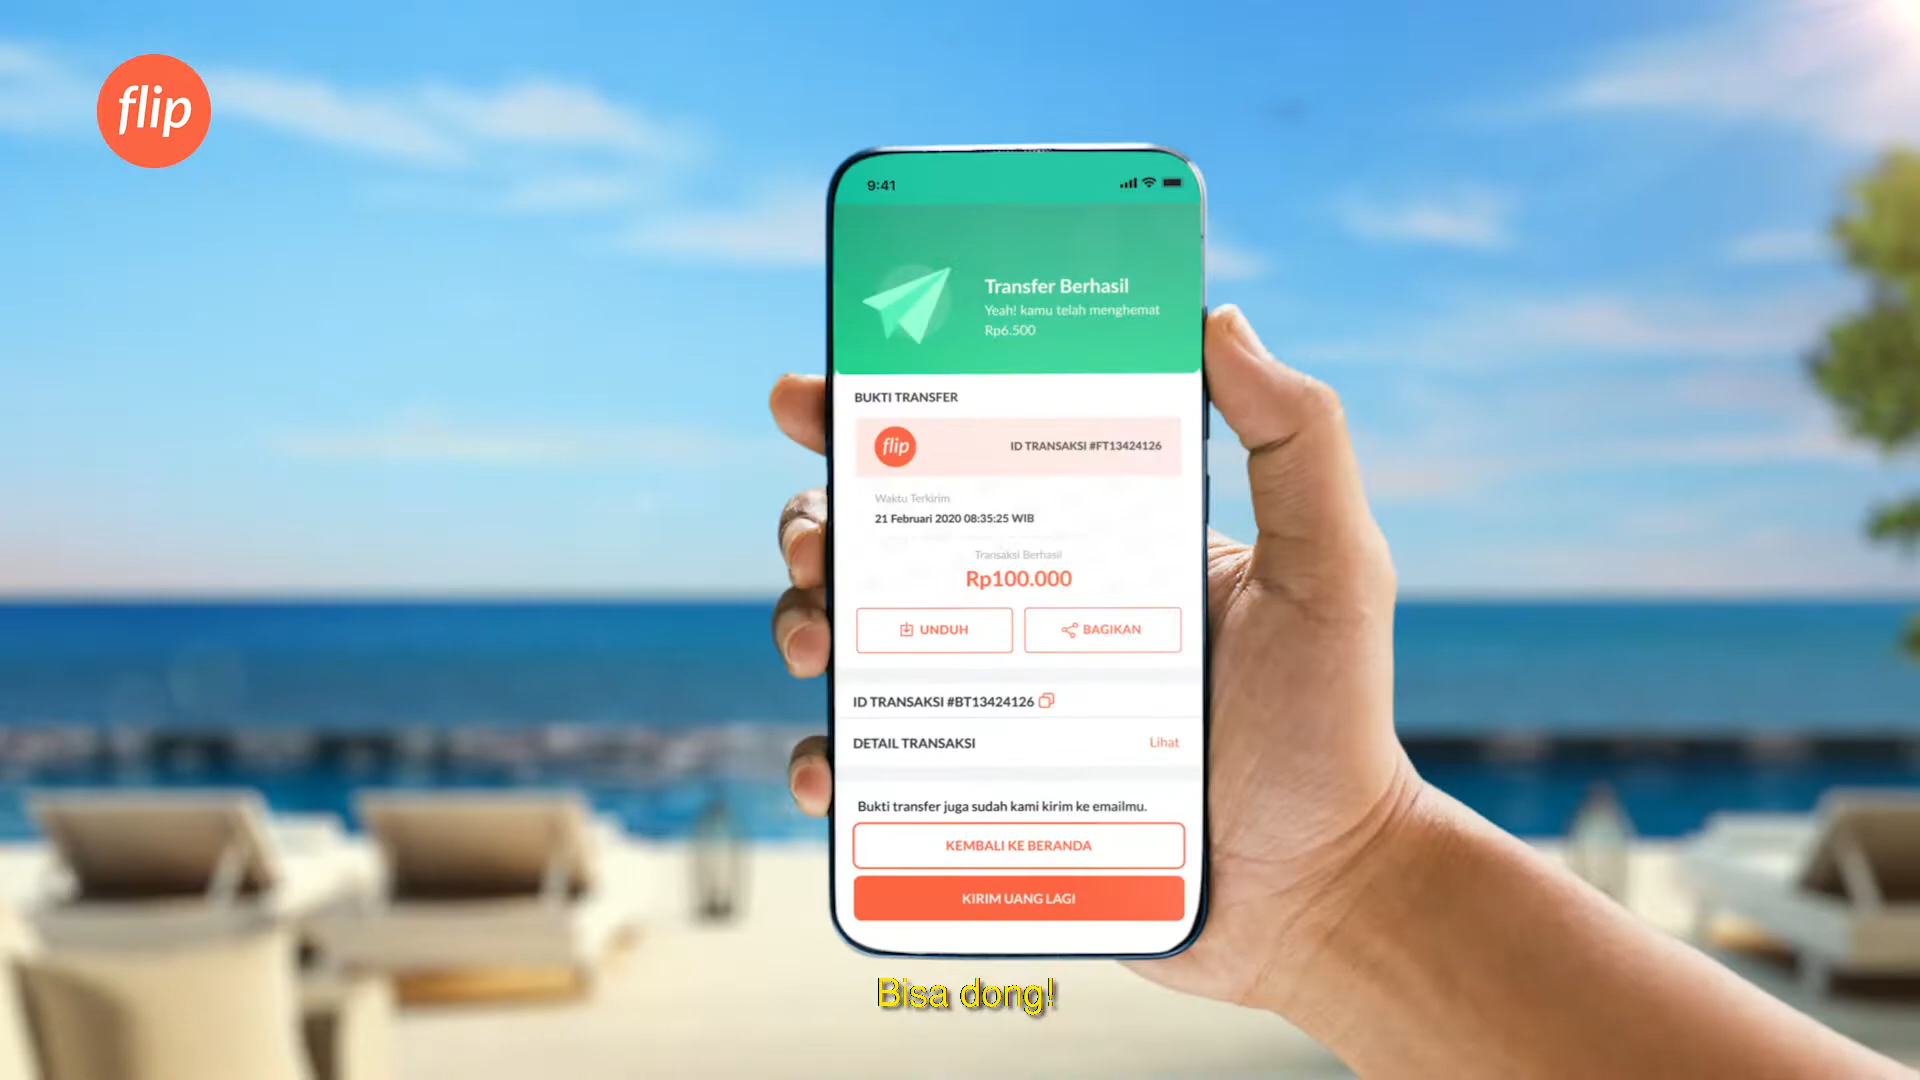 flip
9:41
Transfer Berhasil
Yeah! kamu telah menghemat
Rp6.500
BUKTI TRANSFER
flip
ID TRANSAKSI #FT13424126
Waktu Terkirim
21 Februari 2020 08:35:25 WIB
Transaksi Berhasil
Rp100.000
UNDUH
BAGIKAN
ID TRANSAKSI #BT13424126
DETAIL TRANSAKSI
Lihat
Bukti transfer juga sudah kami kirim ke emailmu.
KEMBALI KE BERANDA
KIRIM UANG LAGI
Bisa dong!